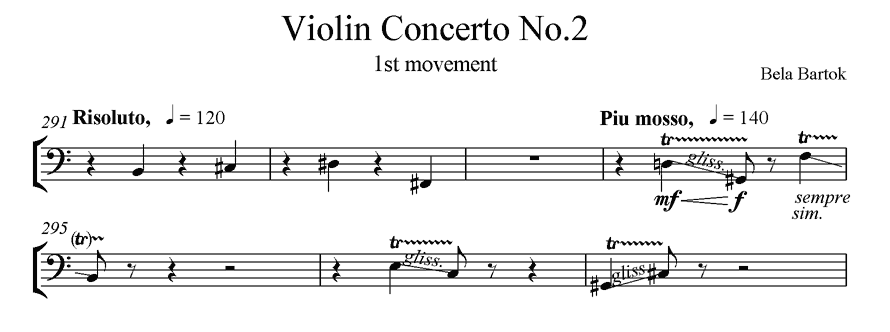 Violin Concerto No.2
1st movement
Bela Bartok
291 Risoluto, ♩ = 120 Piu mosso, ♩ = 140
tr gliss. tr
mf f sempre
sim.
295
(tr) tr gliss. tr gliss.